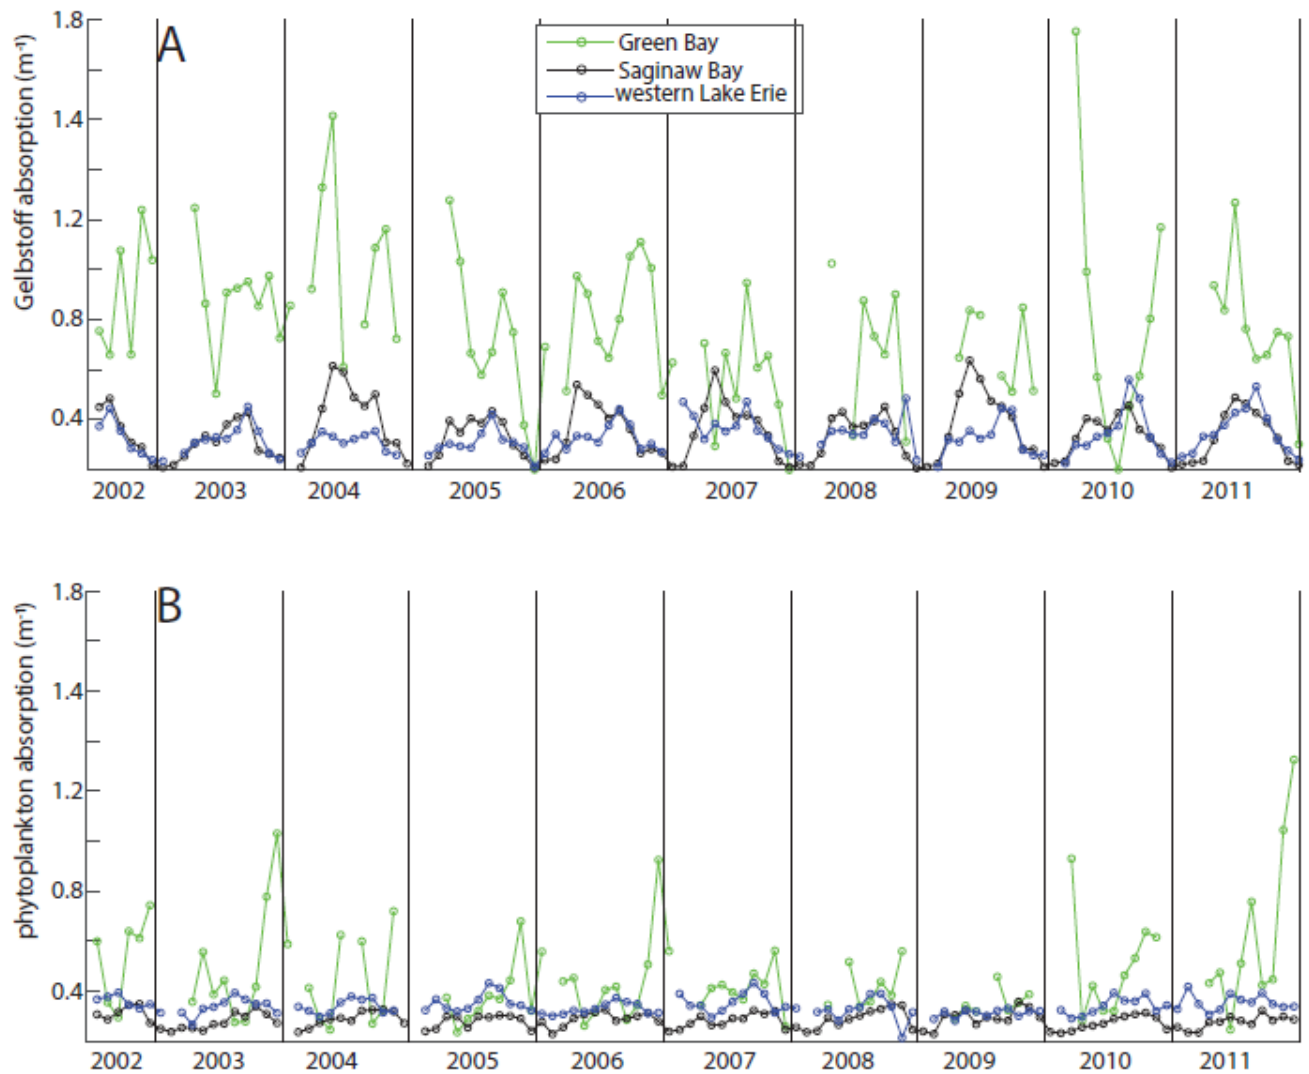 A
Green Bay
Saginaw Bay
western Lake Erie
Gelbstoff absorption (m⁻¹)
1.8
1.4
1.2
0.8
0.4
2002 2003 2004 2005 2006 2007 2008 2009 2010 2011
B
phytoplankton absorption (m⁻¹)
1.8
1.4
1.2
0.8
0.4
2002 2003 2004 2005 2006 2007 2008 2009 2010 2011